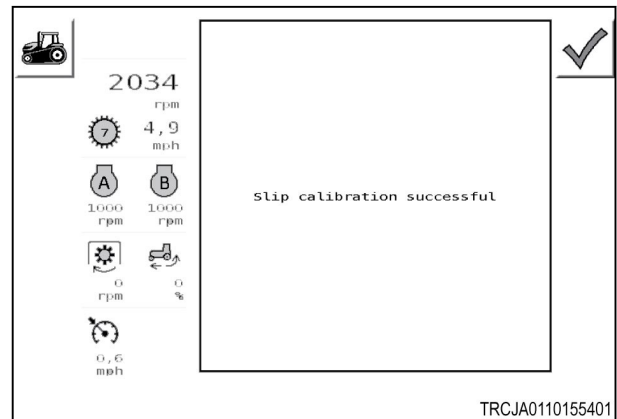 2034
rpm
7
4,9
mph
A
B
1000
1000
rpm
rpm
0
0
rpm
%
0,6
mph
Slip calibration successful
TRCJA0110155401